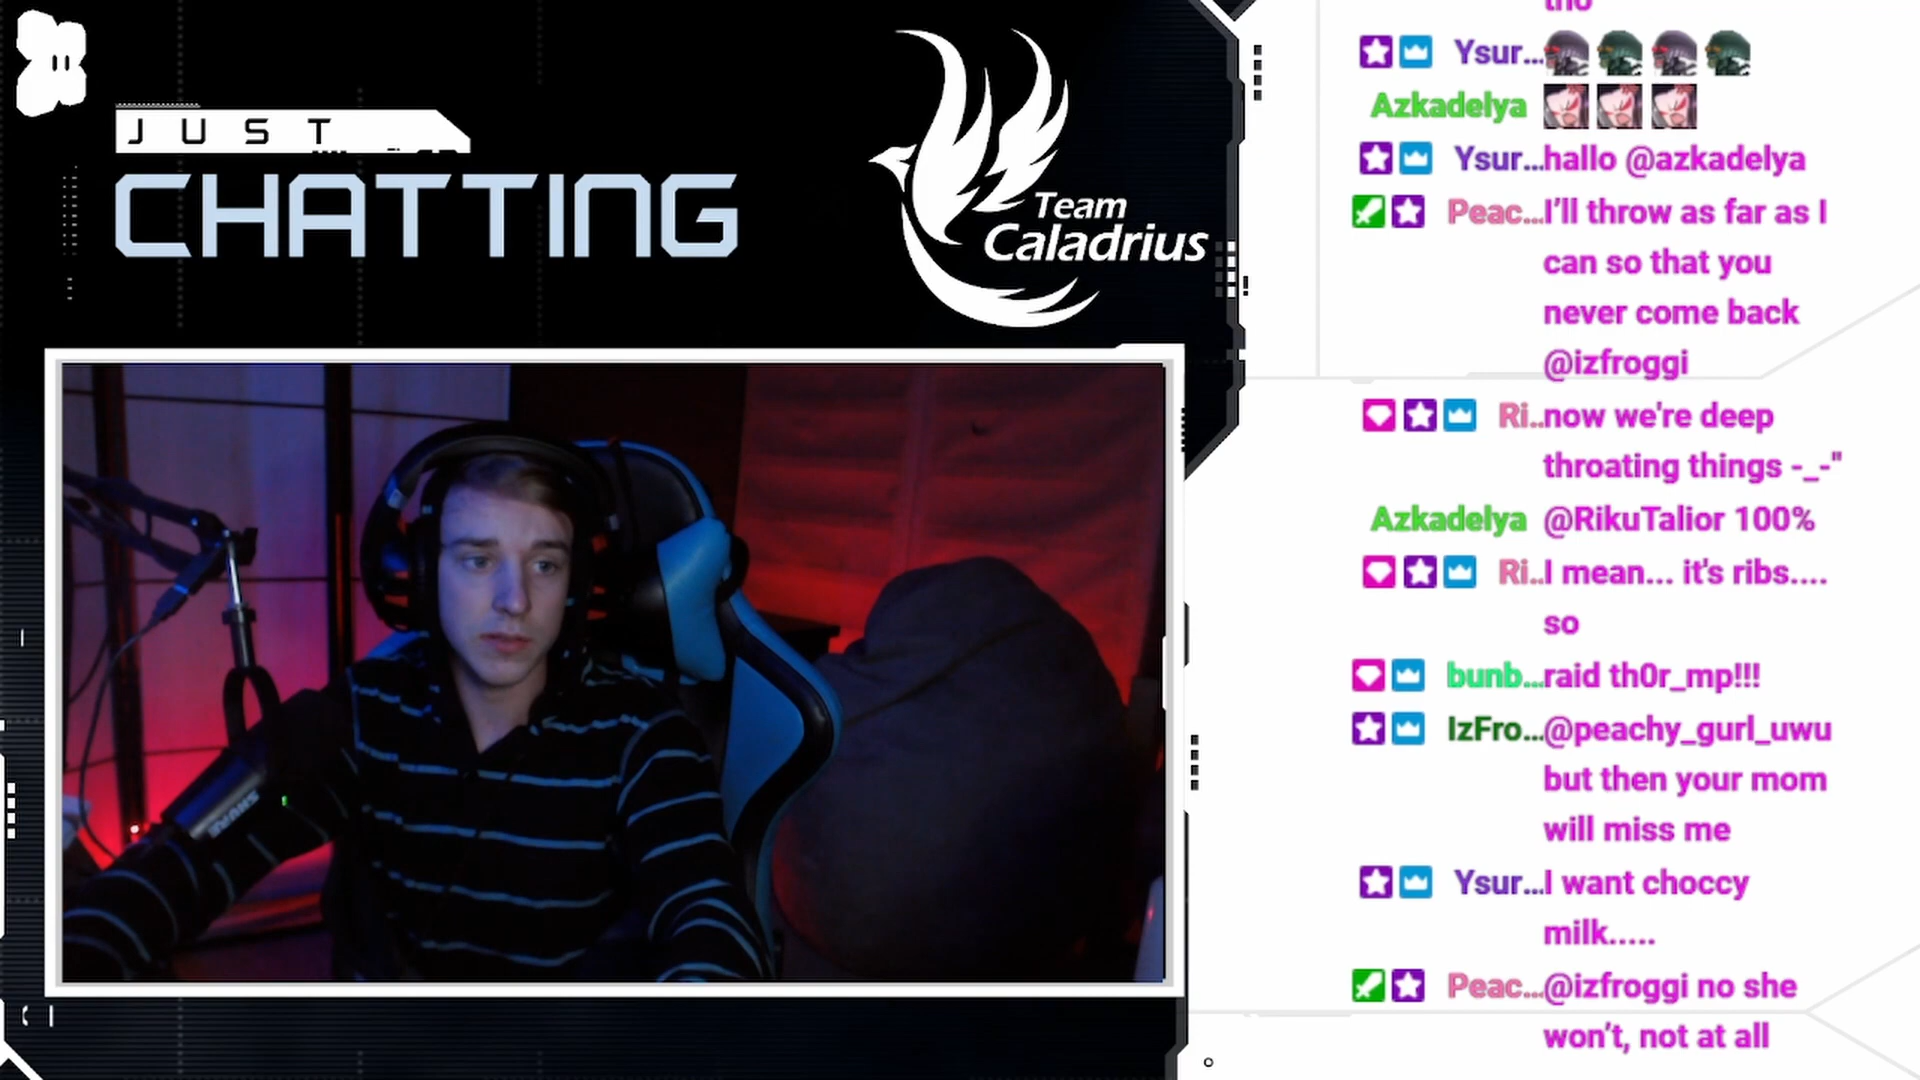 JUST
CHATTING
Team
Caladrius
Ysur...
Azkadelya
Ysur... hallo @azkadelya
Peac... I'll throw as far as I
can so that you
never come back
@izfroggi
Ri.. now we're deep
throating things -_-"
Azkadelya @RikuTalior 100%
Ri.. I mean... it's ribs....
so
bunb... raid th0r_mp!!!
IzFro... @peachy_gurl_uwu
but then your mom
will miss me
Ysur... I want choccy
milk.....
Peac... @izfroggi no she
won't, not at all